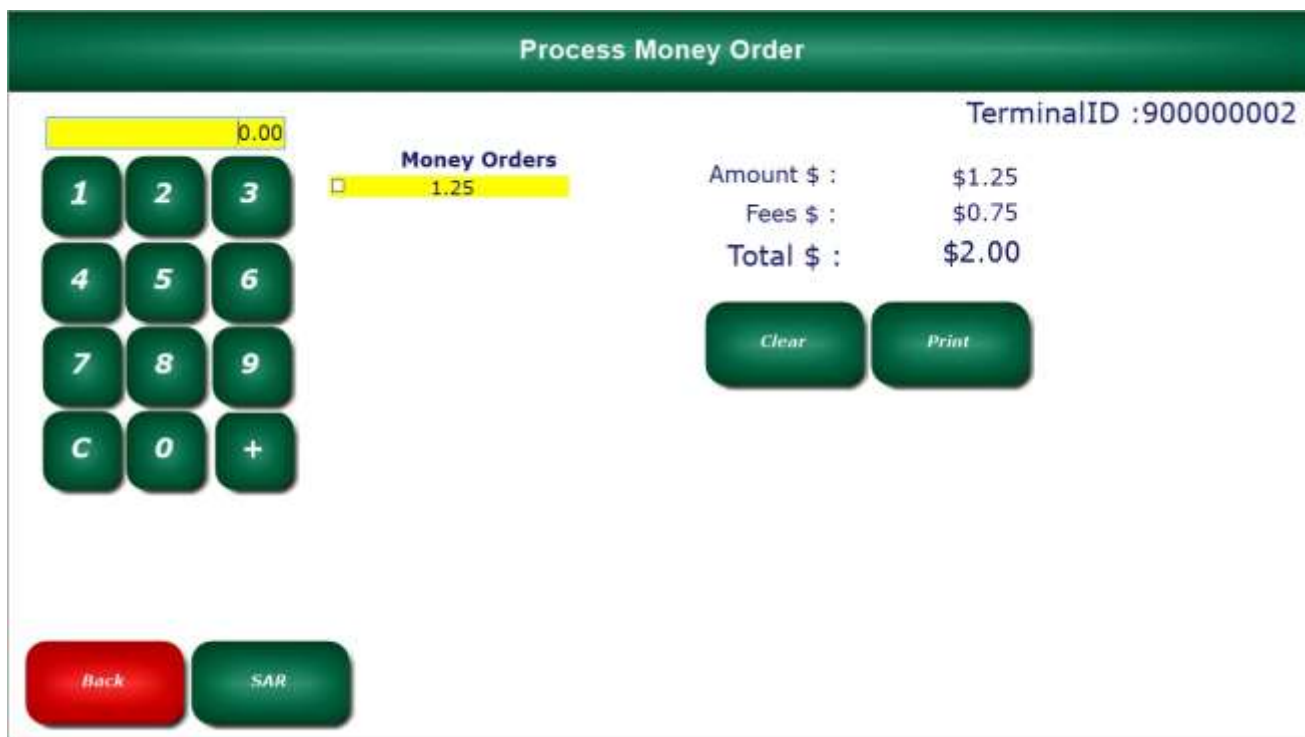 Process Money Order
TerminalID :900000002
0.00
1 2 3
4 5 6
7 8 9
C 0 +
Money Orders
1.25
Amount $ : $1.25
Fees $ : $0.75
Total $ : $2.00
Clear Print
Back SAR